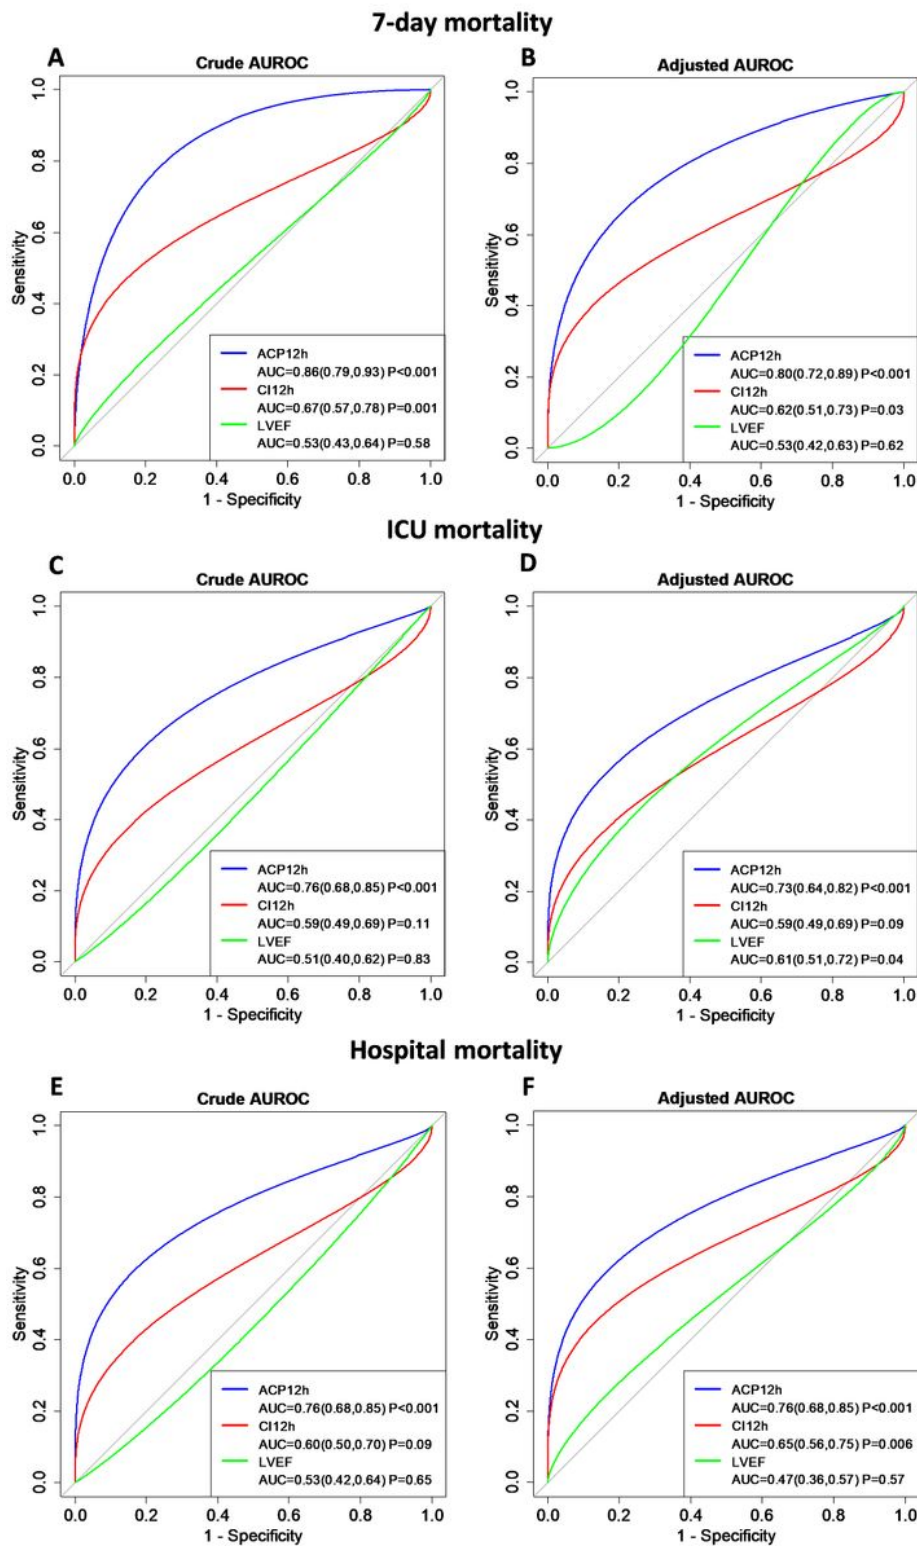 7-day mortality
A
Crude AUROC
Sensitivity
0.0 0.2 0.4 0.6 0.8 1.0
ACP12h
AUC=0.86(0.79,0.93) P<0.001
CI12h
AUC=0.67(0.57,0.78) P=0.001
LVEF
AUC=0.53(0.43,0.64) P=0.58
0.0 0.2 0.4 0.6 0.8 1.0
1 - Specificity
B
Adjusted AUROC
Sensitivity
0.0 0.2 0.4 0.6 0.8 1.0
ACP12h
AUC=0.80(0.72,0.89) P<0.001
CI12h
AUC=0.62(0.51,0.73) P=0.03
LVEF
AUC=0.53(0.42,0.63) P=0.62
0.0 0.2 0.4 0.6 0.8 1.0
1 - Specificity
ICU mortality
C
Crude AUROC
Sensitivity
0.0 0.2 0.4 0.6 0.8 1.0
ACP12h
AUC=0.76(0.68,0.85) P<0.001
CI12h
AUC=0.59(0.49,0.69) P=0.11
LVEF
AUC=0.51(0.40,0.62) P=0.83
0.0 0.2 0.4 0.6 0.8 1.0
1 - Specificity
D
Adjusted AUROC
Sensitivity
0.0 0.2 0.4 0.6 0.8 1.0
ACP12h
AUC=0.73(0.64,0.82) P<0.001
CI12h
AUC=0.59(0.49,0.69) P=0.09
LVEF
AUC=0.61(0.51,0.72) P=0.04
0.0 0.2 0.4 0.6 0.8 1.0
1 - Specificity
Hospital mortality
E
Crude AUROC
Sensitivity
0.0 0.2 0.4 0.6 0.8 1.0
ACP12h
AUC=0.76(0.68,0.85) P<0.001
CI12h
AUC=0.60(0.50,0.70) P=0.09
LVEF
AUC=0.53(0.42,0.64) P=0.65
0.0 0.2 0.4 0.6 0.8 1.0
1 - Specificity
F
Adjusted AUROC
Sensitivity
0.0 0.2 0.4 0.6 0.8 1.0
ACP12h
AUC=0.76(0.68,0.85) P<0.001
CI12h
AUC=0.65(0.56,0.75) P=0.006
LVEF
AUC=0.47(0.36,0.57) P=0.57
0.0 0.2 0.4 0.6 0.8 1.0
1 - Specificity